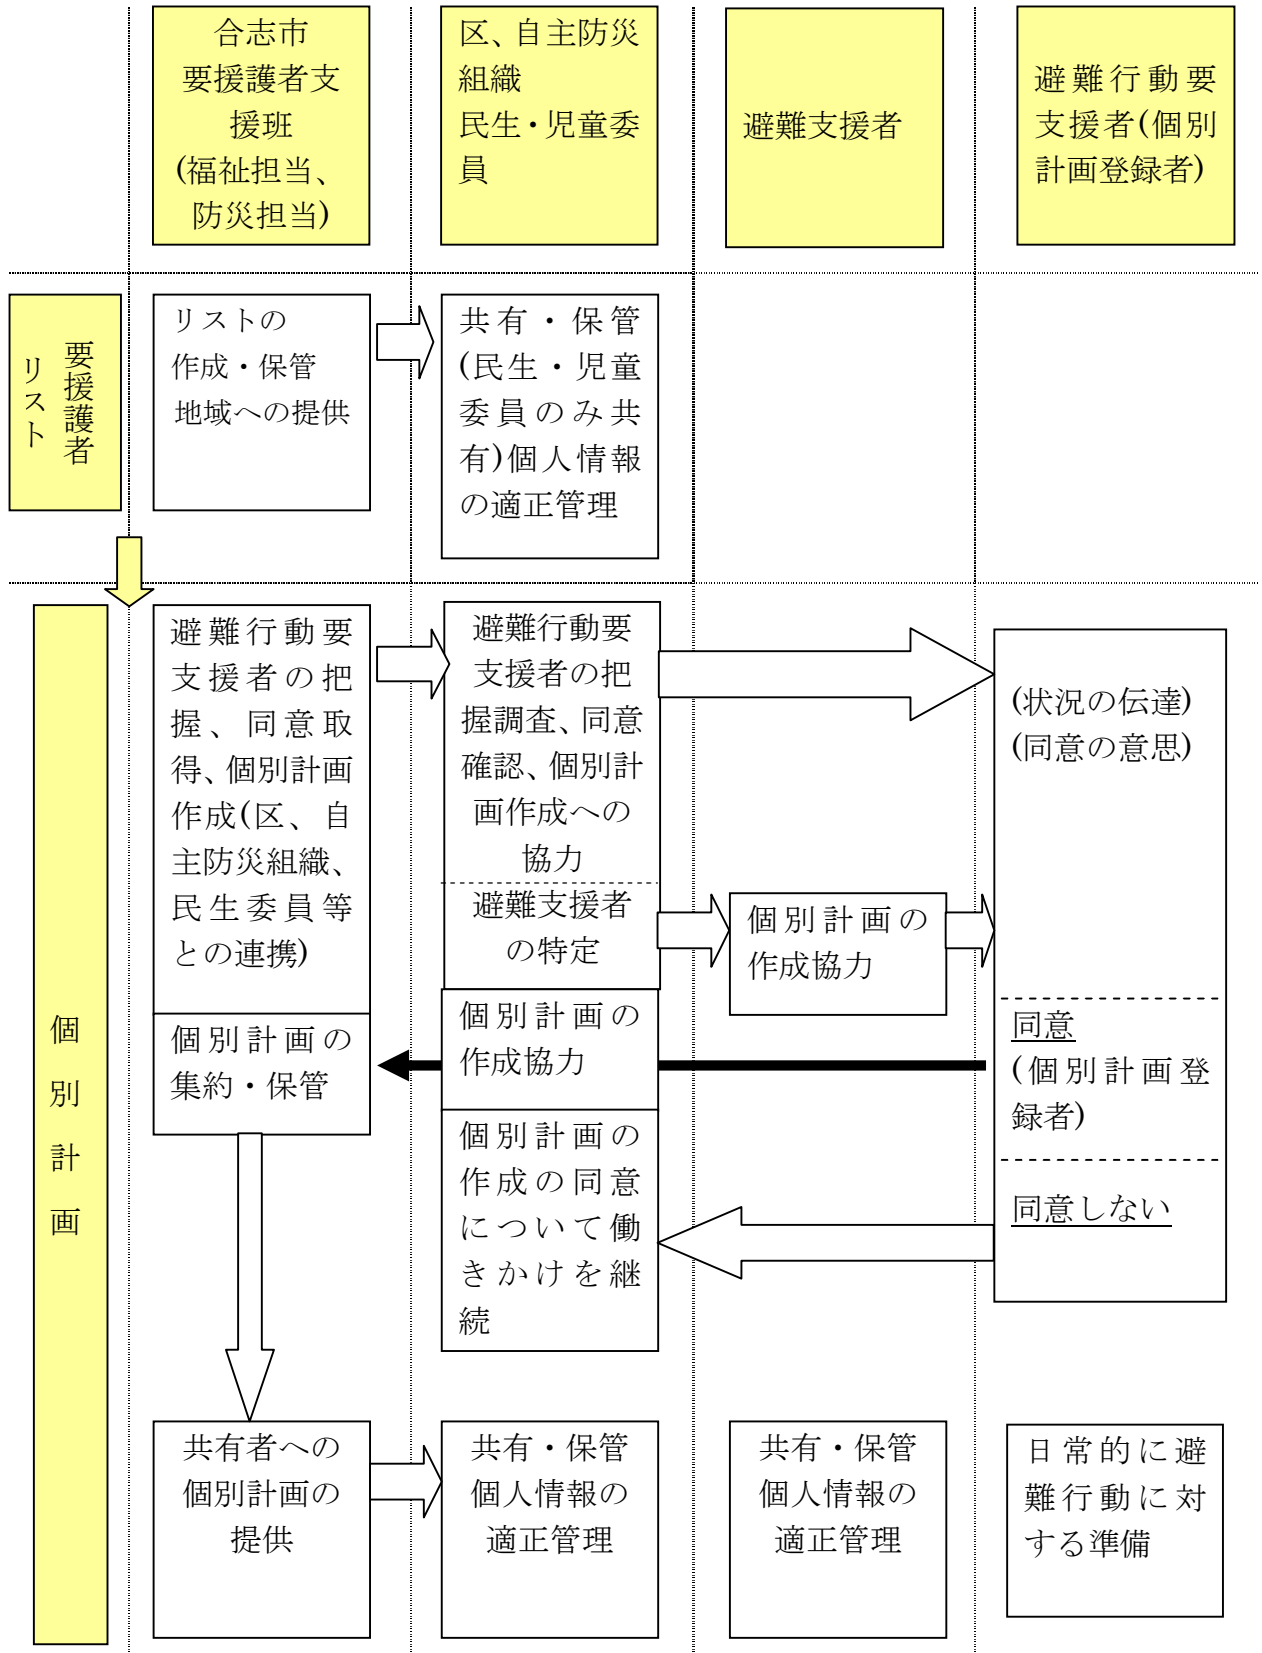 合志市
要援護者支
援班
(福祉担当、
防災担当)
区、自主防災
組織
民生・児童委
員
避難支援者
避難行動要
支援者(個別
計画登録者)
要援護者
リスト
リストの
作成・保管
地域への提供
共有・保管
(民生・児童
委員のみ共
有)個人情報
の適正管理
個別計画
避難行動要
支援者の把
握、同意取
得、個別計画
作成(区、自
主防災組織、
民生委員等
との連携)
避難行動要
支援者の把
握調査、同意
確認、個別計
画作成への
協力
避難支援者
の特定
個別計画の
作成協力
(状況の伝達)
(同意の意思)
同意
(個別計画登
録者)
同意しない
個別計画の
集約・保管
個別計画の
作成協力
個別計画の
作成の同意
について働
きかけを継
続
共有者への
個別計画の
提供
共有・保管
個人情報の
適正管理
共有・保管
個人情報の
適正管理
日常的に避
難行動に対
する準備